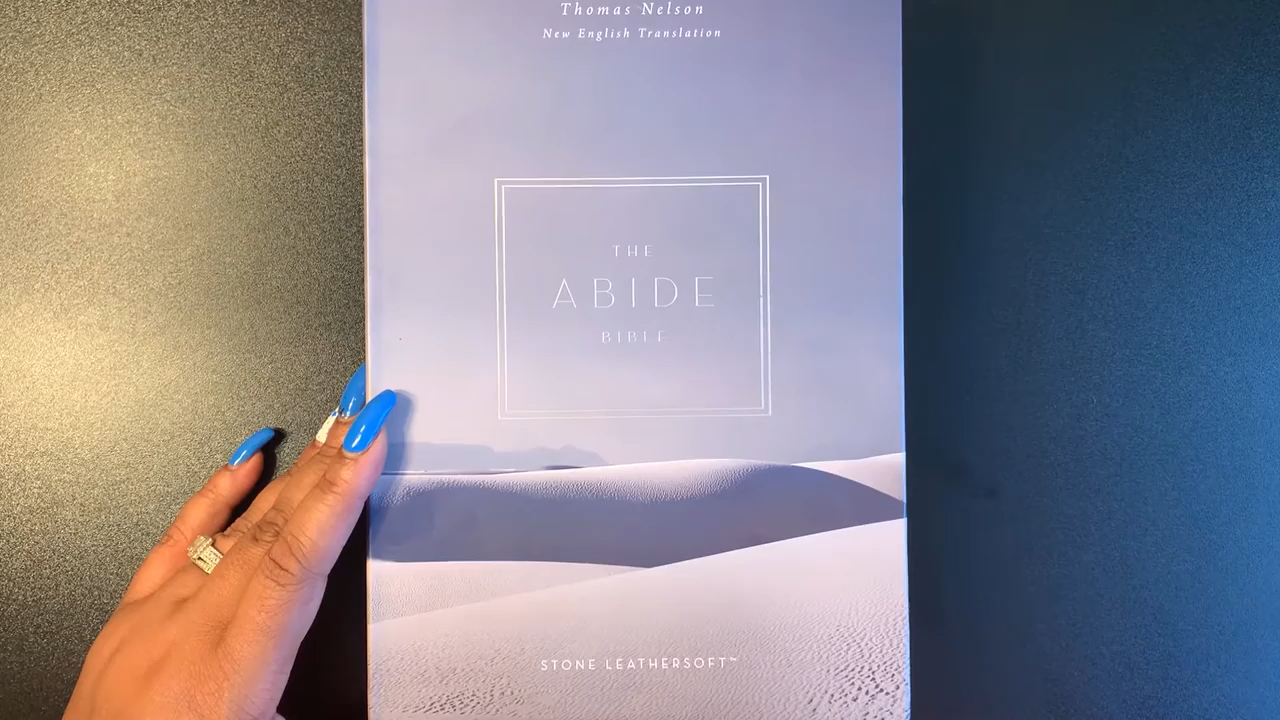 Thomas Nelson
New English Translation
THE
ABIDE
BIBLE
STONE LEATHERSOFT™